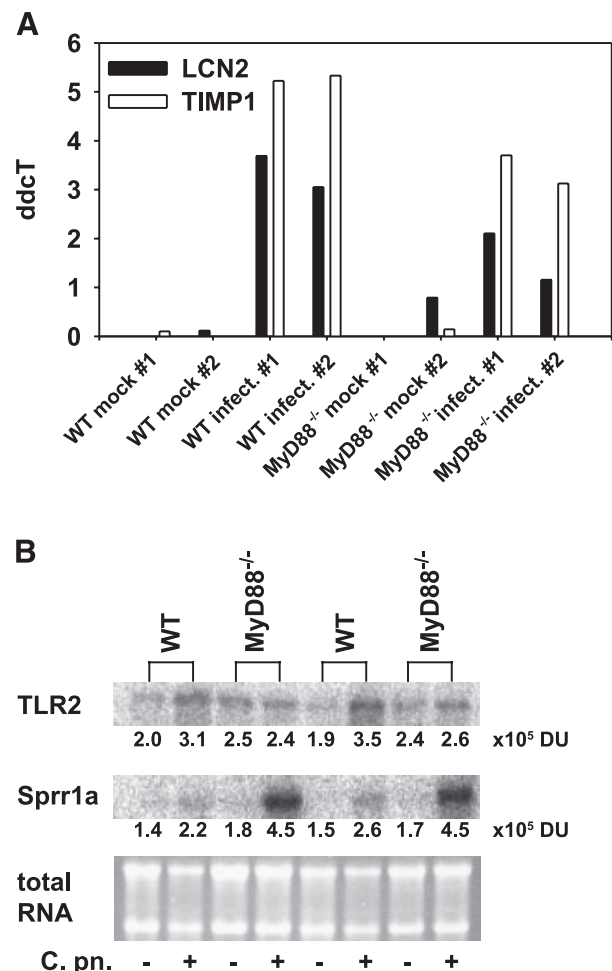 A
6
5
4
3
2
1
0
ddcT
LCN2
TIMP1
WT mock #1
WT mock #2
WT infect. #1
WT infect. #2
MyD88-/- mock #1
MyD88-/- mock #2
MyD88-/- infect. #1
MyD88-/- infect. #2
B
WT MyD88-/- WT MyD88-/-
TLR2
2.0 3.1 2.5 2.4 1.9 3.5 2.4 2.6 x10⁵ DU
Sprr1a
1.4 2.2 1.8 4.5 1.5 2.6 1.7 4.5 x10⁵ DU
total
RNA
C. pn. - + - + - + - +